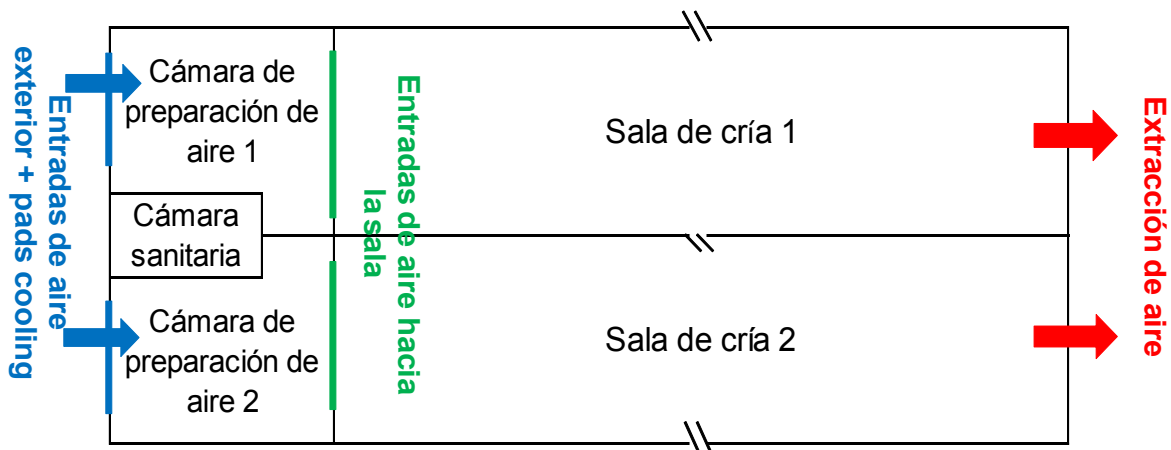 Entradas de aire
exterior + pads cooling
Cámara de
preparación de
aire 1
Cámara
sanitaria
Cámara de
preparación de
aire 2
Entradas de aire hacia
la sala
Sala de cría 1
Sala de cría 2
Extracción de aire